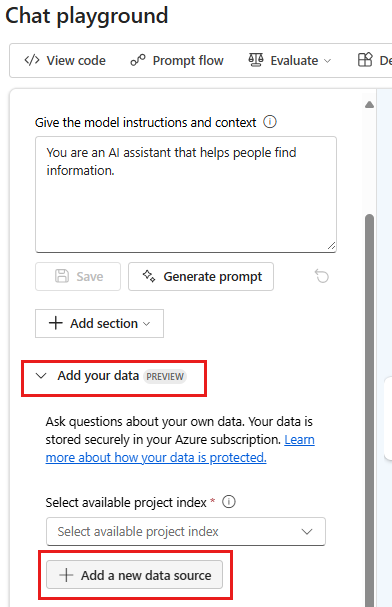 Chat playground
View code
Prompt flow
Evaluate
Give the model instructions and context
You are an AI assistant that helps people find
information.
Save
Generate prompt
Add section
Add your data PREVIEW
Ask questions about your own data. Your data is
stored securely in your Azure subscription. Learn
more about how your data is protected.
Select available project index *
Select available project index
Add a new data source